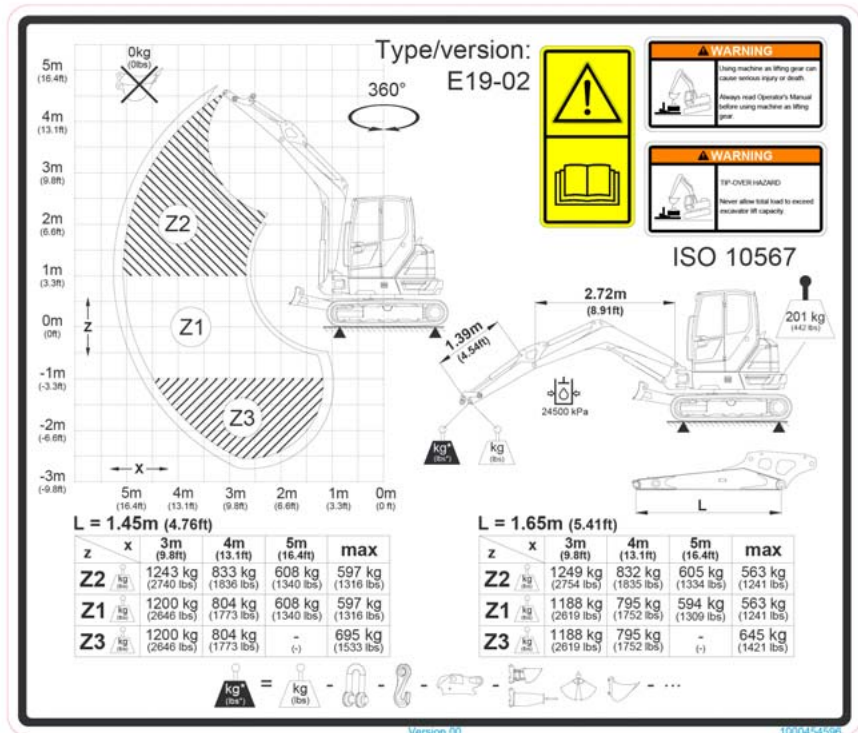 0kg
(0lbs)
5m
(16.4ft)
4m
(13.1ft)
3m
(9.8ft)
2m
(6.6ft)
1m
(3.3ft)
0m
(0ft)
-1m
(-3.3ft)
-2m
(-6.6ft)
-3m
(-9.8ft)
Z
Z2
Z1
Z3
X
5m
(16.4ft)
4m
(13.1ft)
3m
(9.8ft)
2m
(6.6ft)
1m
(3.3ft)
0m
(0 ft)
360°
Type/version:
E19-02
WARNING
Using machine as lifting gear can
cause serious injury or death.
Always read Operator's Manual
before using machine as lifting
gear.
WARNING
TIP-OVER HAZARD
Never allow total load to exceed
excavator lift capacity.
ISO 10567
2.72m
(8.91ft)
1.39m
(4.54ft)
201 kg
(442 lbs)
24500 kPa
kg*
(lbs*)
kg
(lbs)
L
L = 1.45m (4.76ft)
z x 3m (9.8ft) 4m (13.1ft) 5m (16.4ft) max
Z2 kg (lbs) 1243 kg (2740 lbs) 833 kg (1836 lbs) 608 kg (1340 lbs) 597 kg (1316 lbs)
Z1 kg (lbs) 1200 kg (2646 lbs) 804 kg (1773 lbs) 608 kg (1340 lbs) 597 kg (1316 lbs)
Z3 kg (lbs) 1200 kg (2646 lbs) 804 kg (1773 lbs) - (-) 695 kg (1533 lbs)
L = 1.65m (5.41ft)
z x 3m (9.8ft) 4m (13.1ft) 5m (16.4ft) max
Z2 kg (lbs) 1249 kg (2754 lbs) 832 kg (1835 lbs) 605 kg (1334 lbs) 563 kg (1241 lbs)
Z1 kg (lbs) 1188 kg (2619 lbs) 795 kg (1752 lbs) 594 kg (1309 lbs) 563 kg (1241 lbs)
Z3 kg (lbs) 1188 kg (2619 lbs) 795 kg (1752 lbs) - (-) 645 kg (1421 lbs)
kg* (lbs*) = kg (lbs) - - - - - ...
Version 00
1000454596